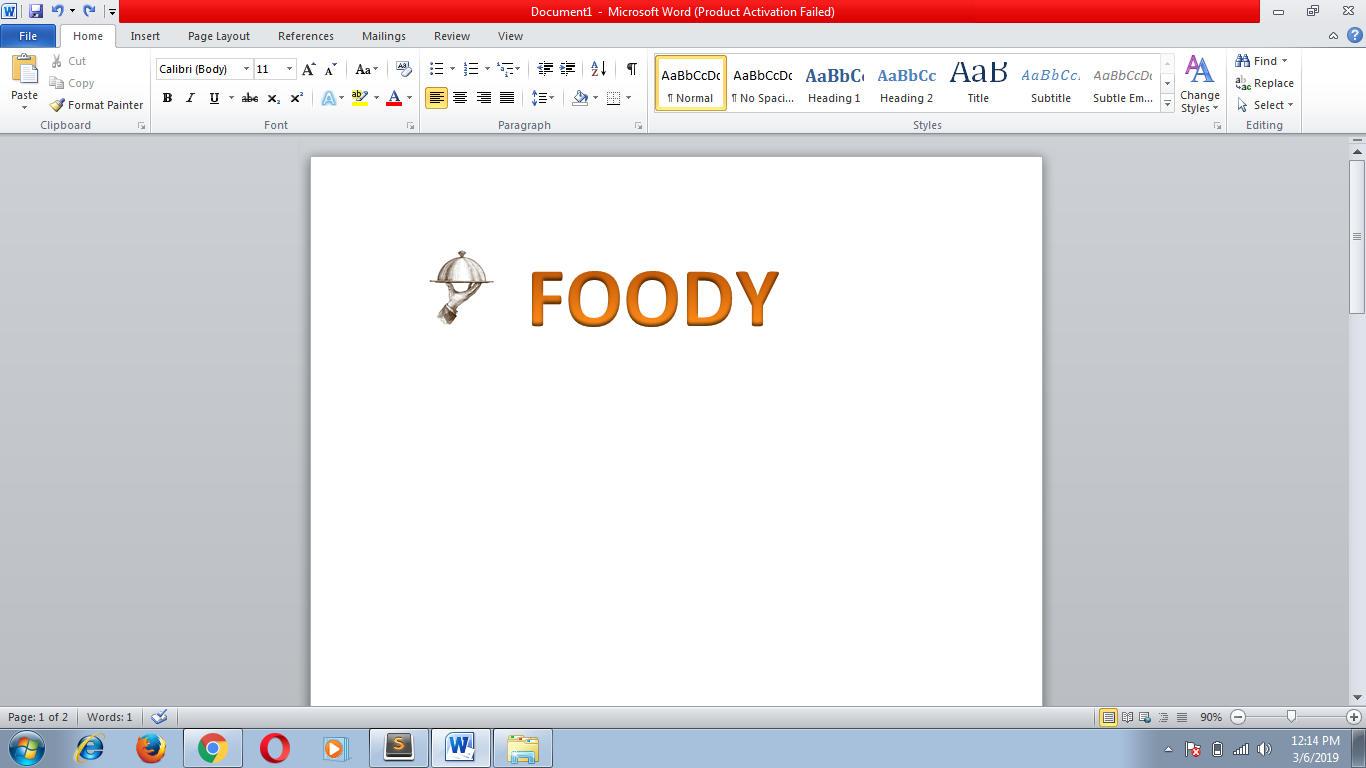 Document1 - Microsoft Word (Product Activation Failed)
File Home Insert Page Layout References Mailings Review View
Paste
Cut
Copy
Format Painter
Clipboard
Calibri (Body) 11
Font
Paragraph
AaBbCcDc AaBbCcDc AaBbCc AaBbCc AaB AaBbCc. AaBbCcDc
¶ Normal ¶ No Spaci... Heading 1 Heading 2 Title Subtitle Subtle Em...
Change Styles
Styles
Find
Replace
Select
Editing
FOODY
Page: 1 of 2 Words: 1 90%
12:14 PM
3/6/2019